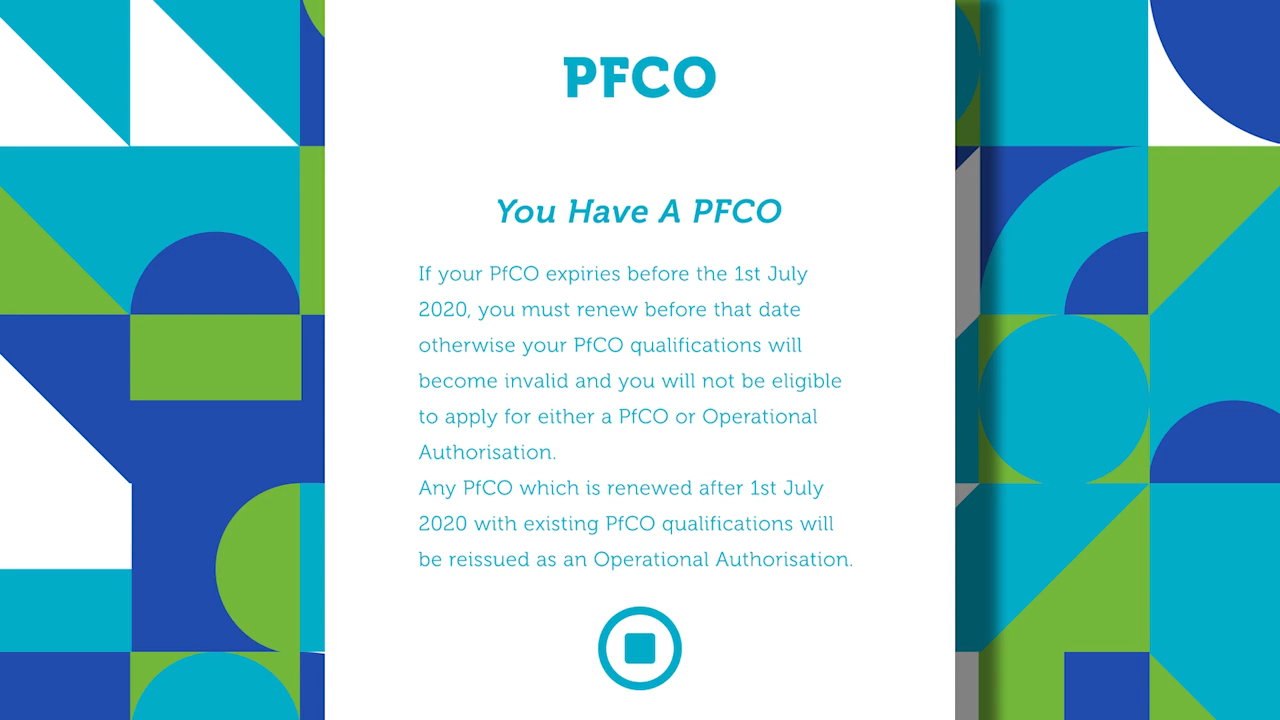 PFCO
You Have A PFCO
If your PfCO expiries before the 1st July
2020, you must renew before that date
otherwise your PfCO qualifications will
become invalid and you will not be eligible
to apply for either a PfCO or Operational
Authorisation.
Any PfCO which is renewed after 1st July
2020 with existing PfCO qualifications will
be reissued as an Operational Authorisation.